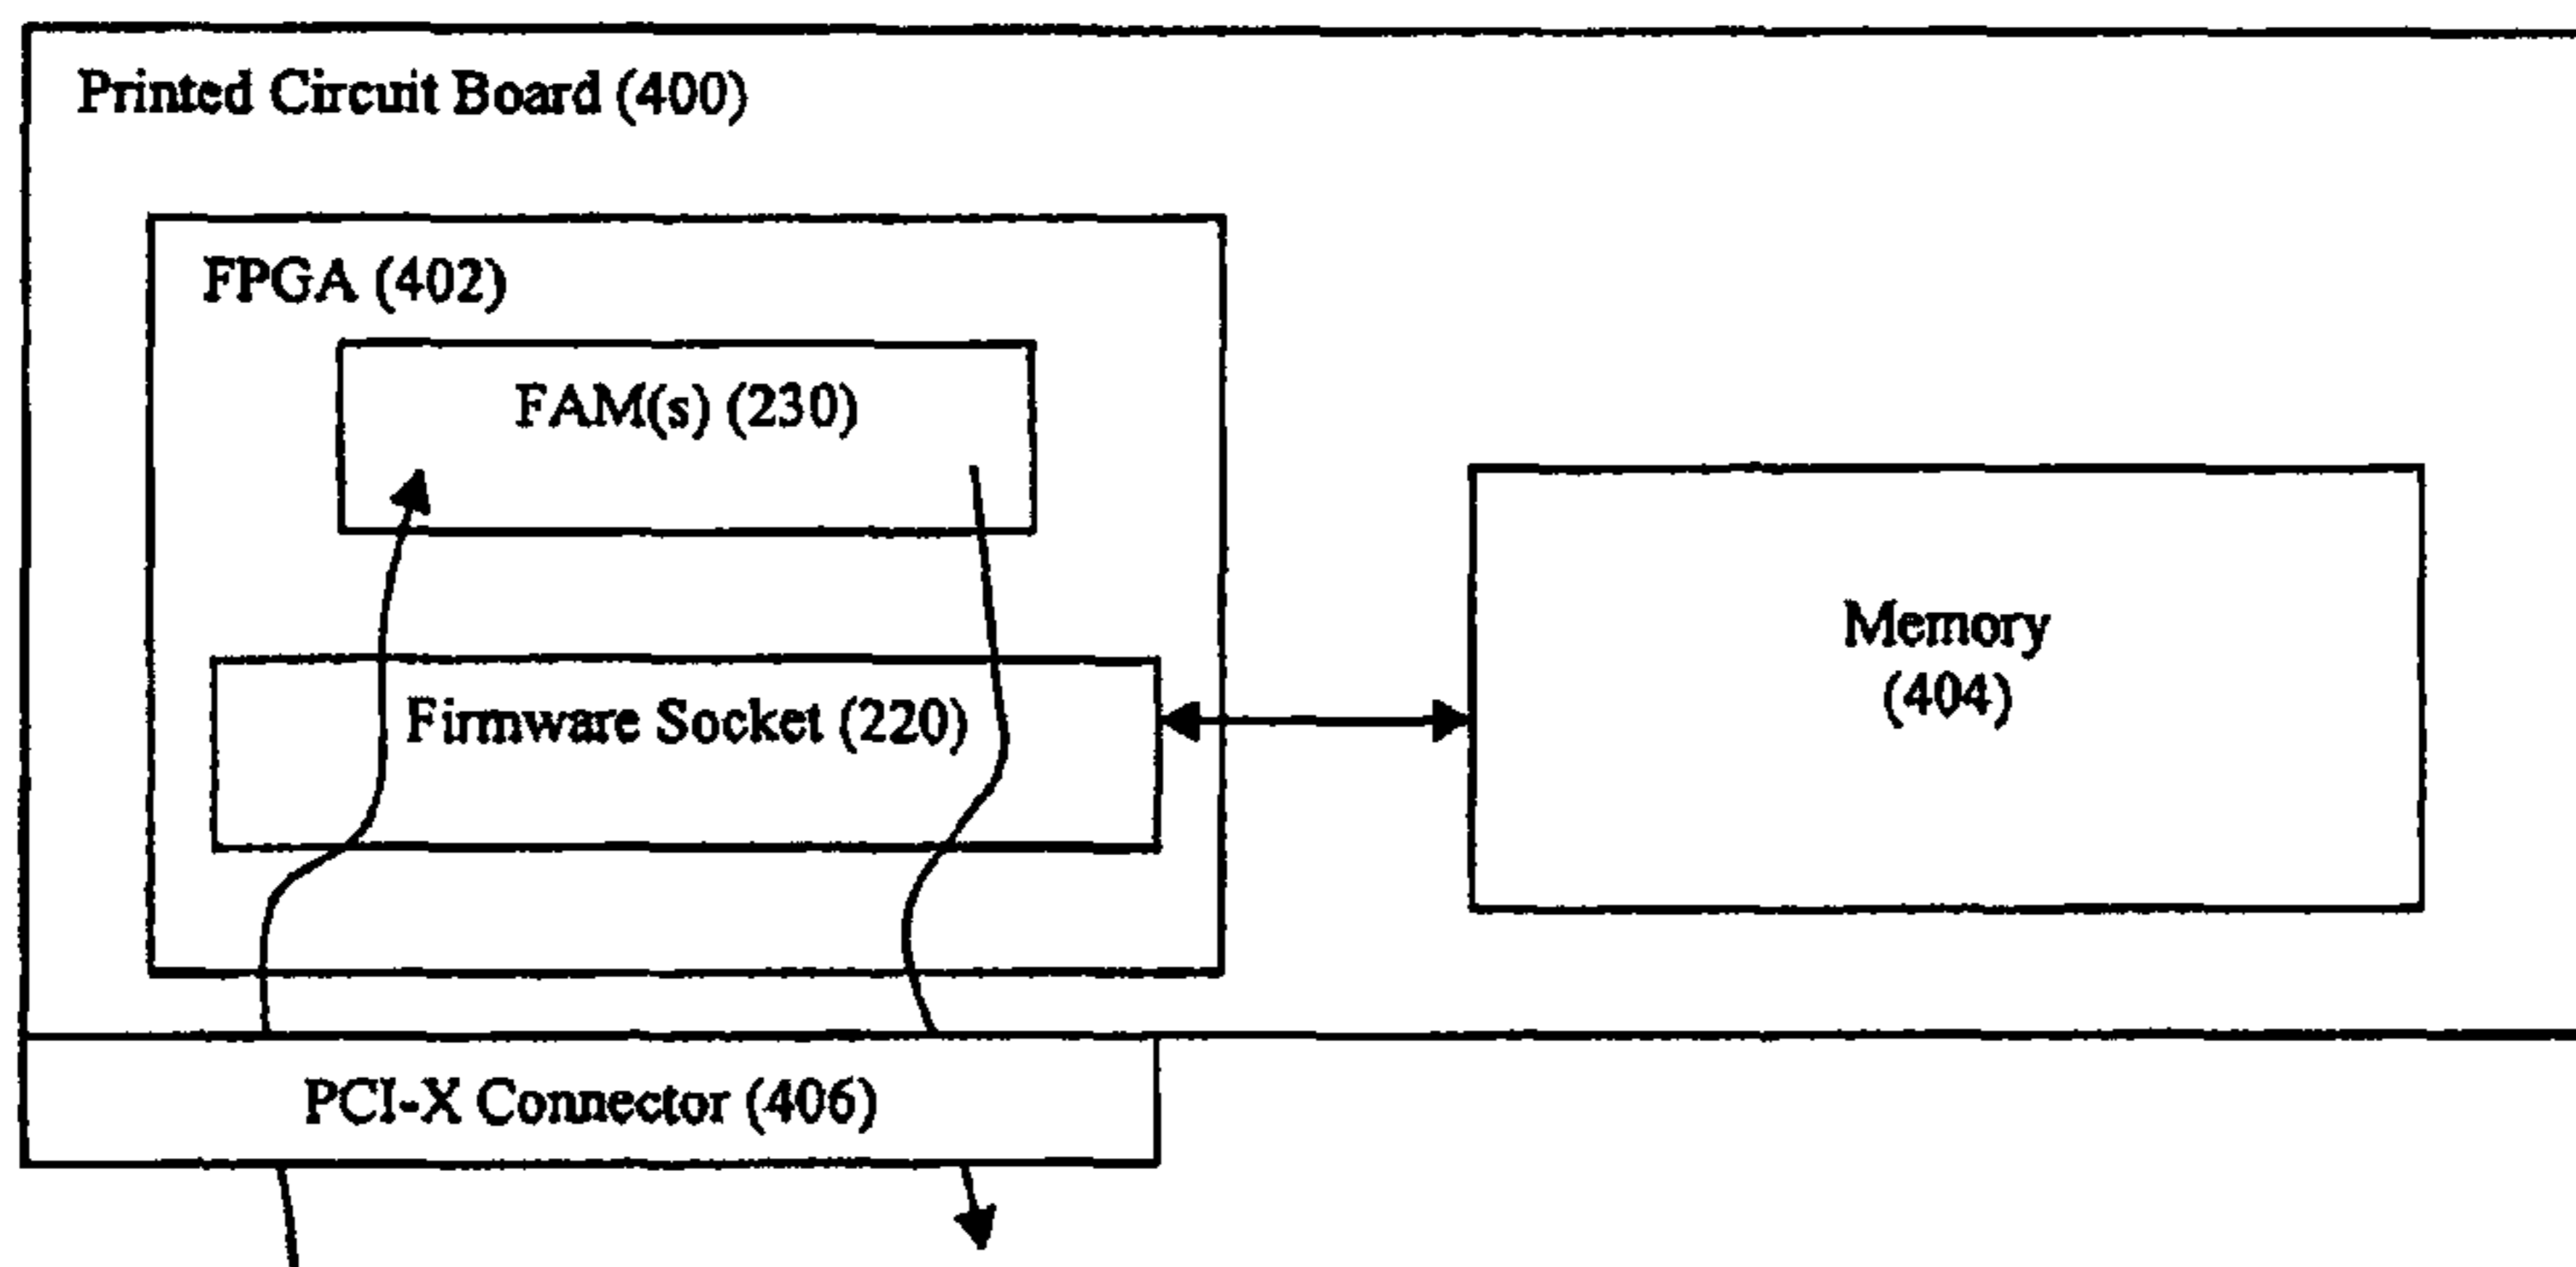 Printed Circuit Board (400)
FPGA (402)
FAM(s) (230)
Firmware Socket (220)
Memory
(404)
PCI-X Connector (406)